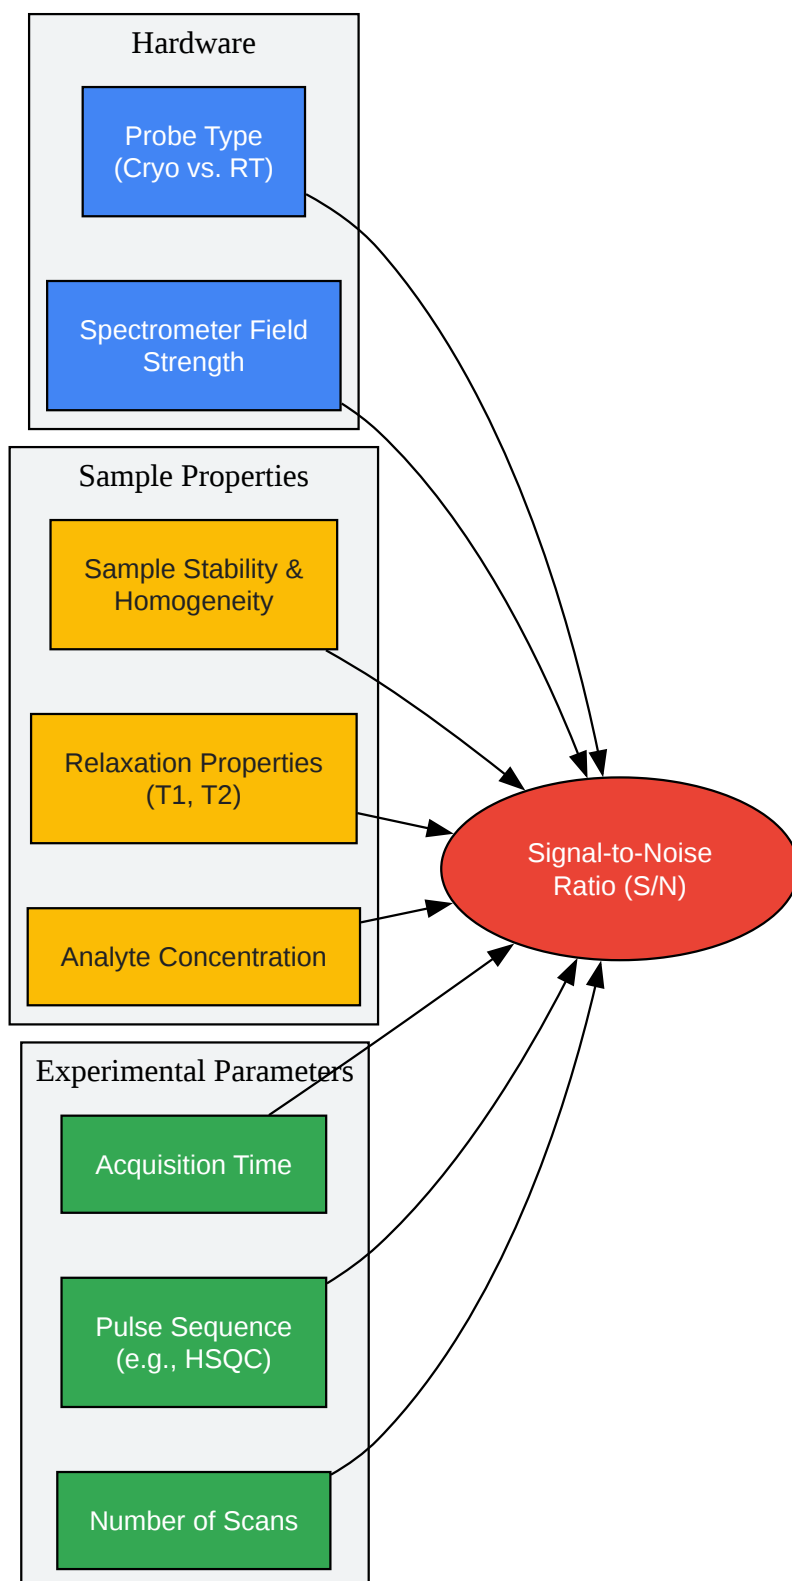 Hardware
Probe Type
(Cryo vs. RT)
Spectrometer Field
Strength
Sample Properties
Sample Stability &
Homogeneity
Relaxation Properties
(T1, T2)
Analyte Concentration
Signal-to-Noise
Ratio (S/N)
Experimental Parameters
Acquisition Time
Pulse Sequence
(e.g., HSQC)
Number of Scans